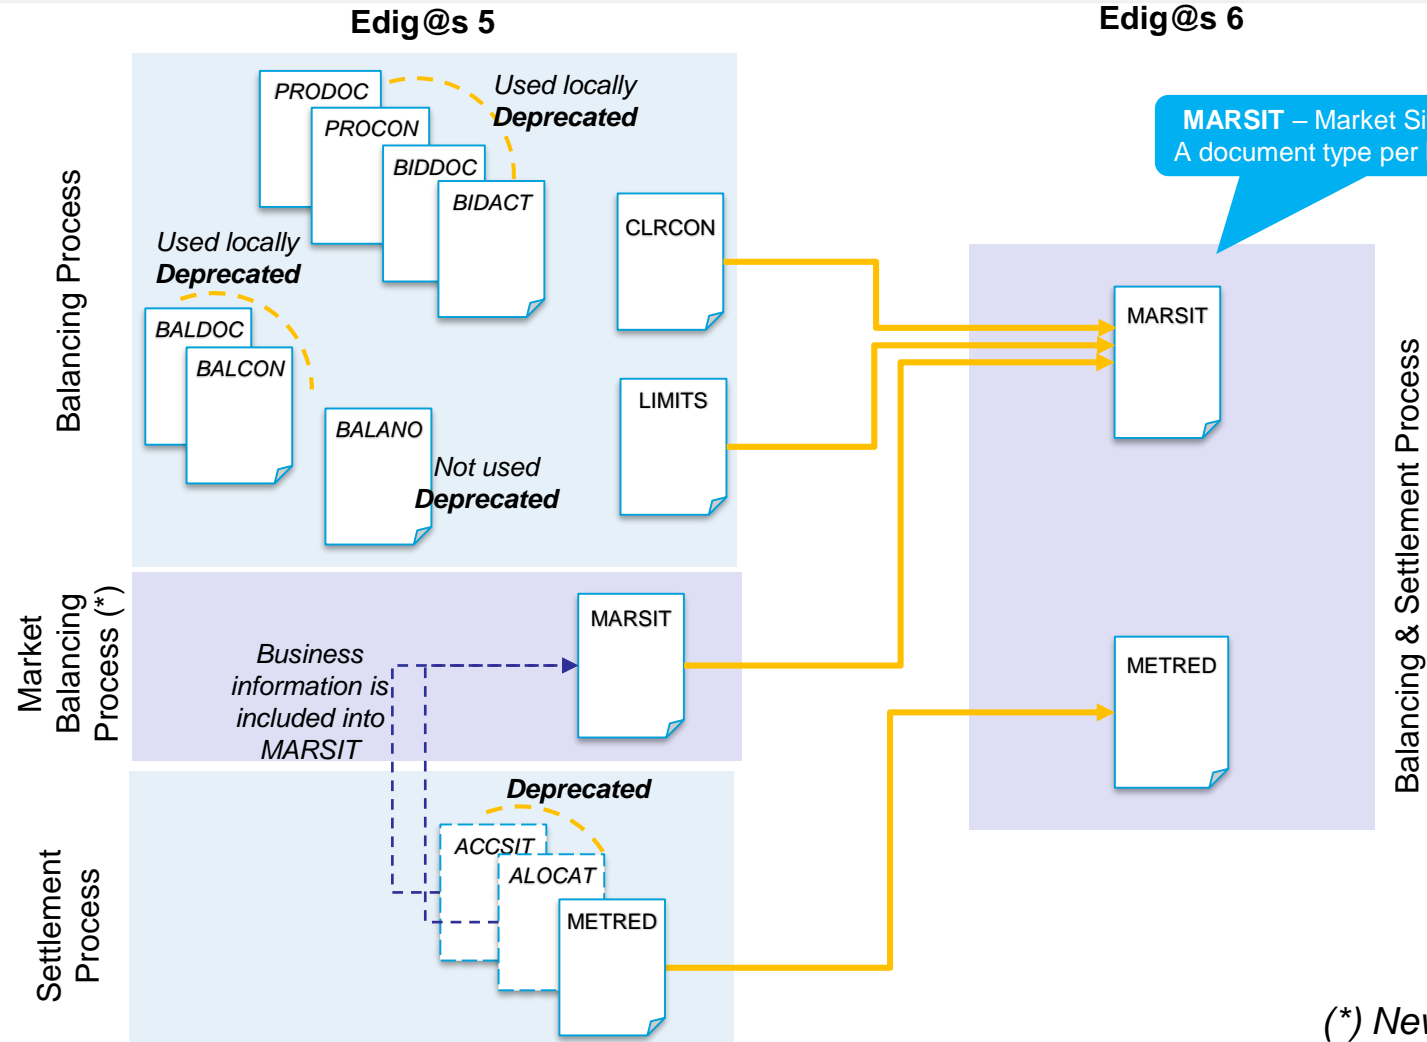 Edig@s 5
Edig@s 6
PRODOC
PROCON
BIDDOC
BIDACT
Used locally
Deprecated
MARSIT – Market
A document type per
CLRCON
Used locally
Deprecated
BALDOC
BALCON
BALANO
Not used
Deprecated
LIMITS
MARSIT
Balancing Process
Market
Balancing
Process (*)
Business
information is
included into
MARSIT
MARSIT
METRED
Balancing & Settlement Process
Settlement
Process
Deprecated
ACCSIT
ALOCAT
METRED
(*)